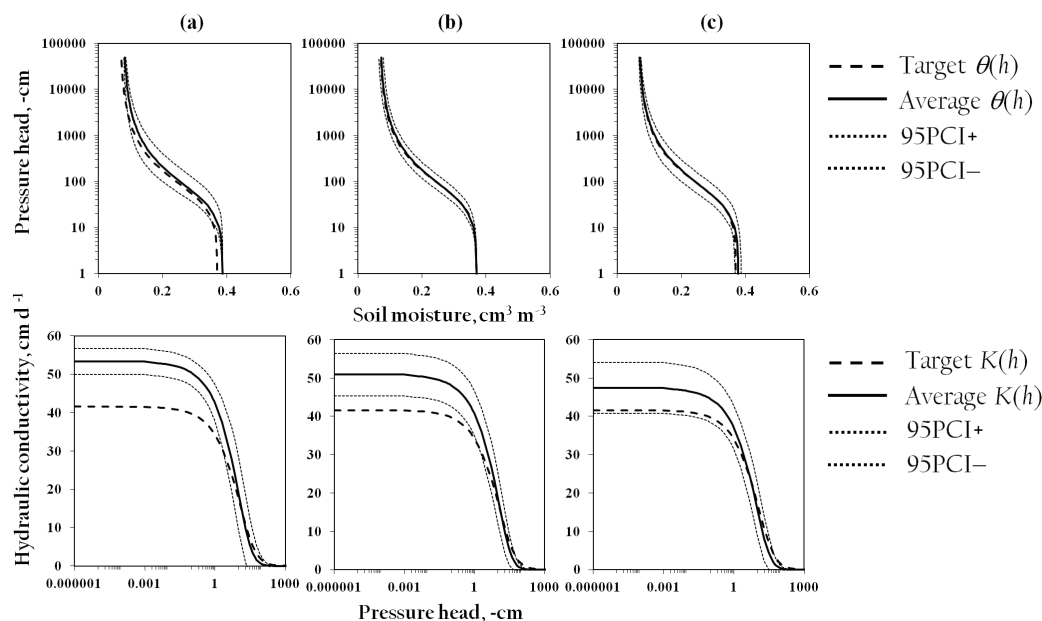 (a) (b) (c)
100000 100000 100000
10000 10000 10000
1000 1000 1000
100 100 100
10 10 10
1 1 1
0 0.2 0.4 0.6 0 0.2 0.4 0.6 0 0.2 0.4 0.6
Pressure head, -cm
Soil moisture, cm³ m⁻³
Target θ(h)
Average θ(h)
95PCI+
95PCI–
60 60 60
50 50 50
40 40 40
30 30 30
20 20 20
10 10 10
0 0 0
0.000001 0.001 1 1000 0.000001 0.001 1 1000 0.000001 0.001 1 1000
Hydraulic conductivity, cm d⁻¹
Pressure head, -cm
Target K(h)
Average K(h)
95PCI+
95PCI–